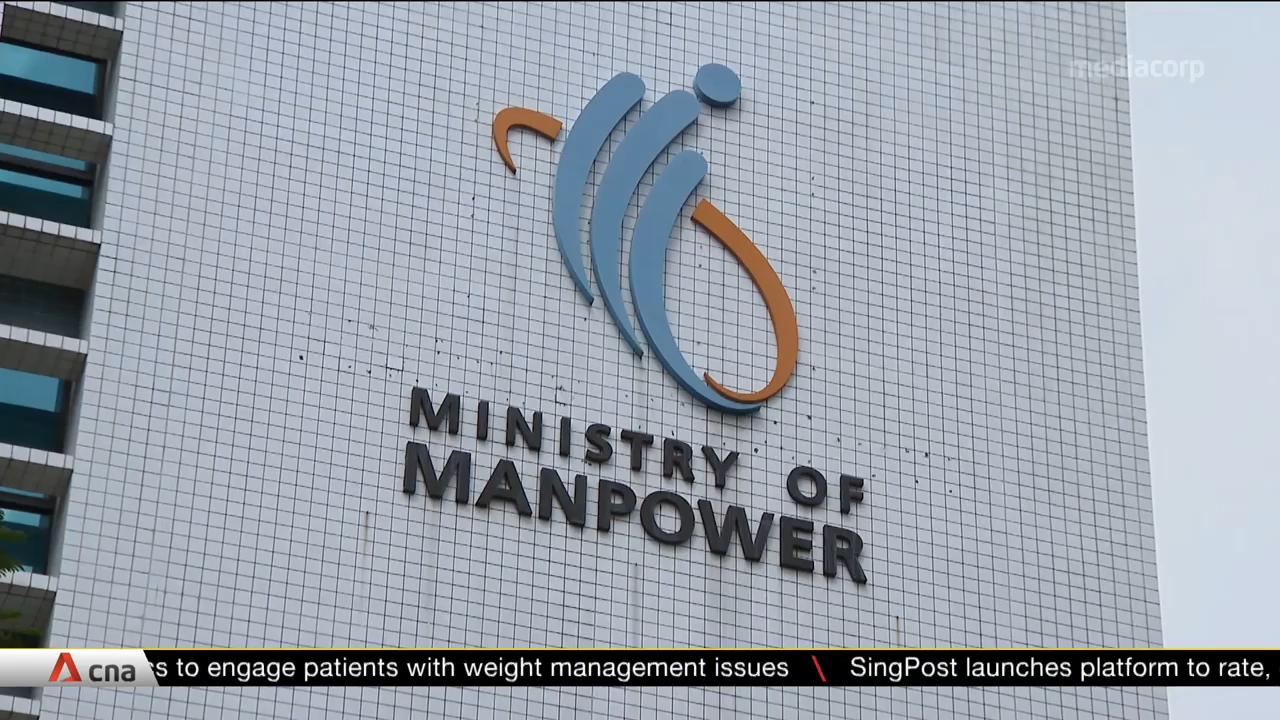 mediacorp
MINISTRY OF
MANPOWER
cna to engage patients with weight management issues \ SingPost launches platform to rate,